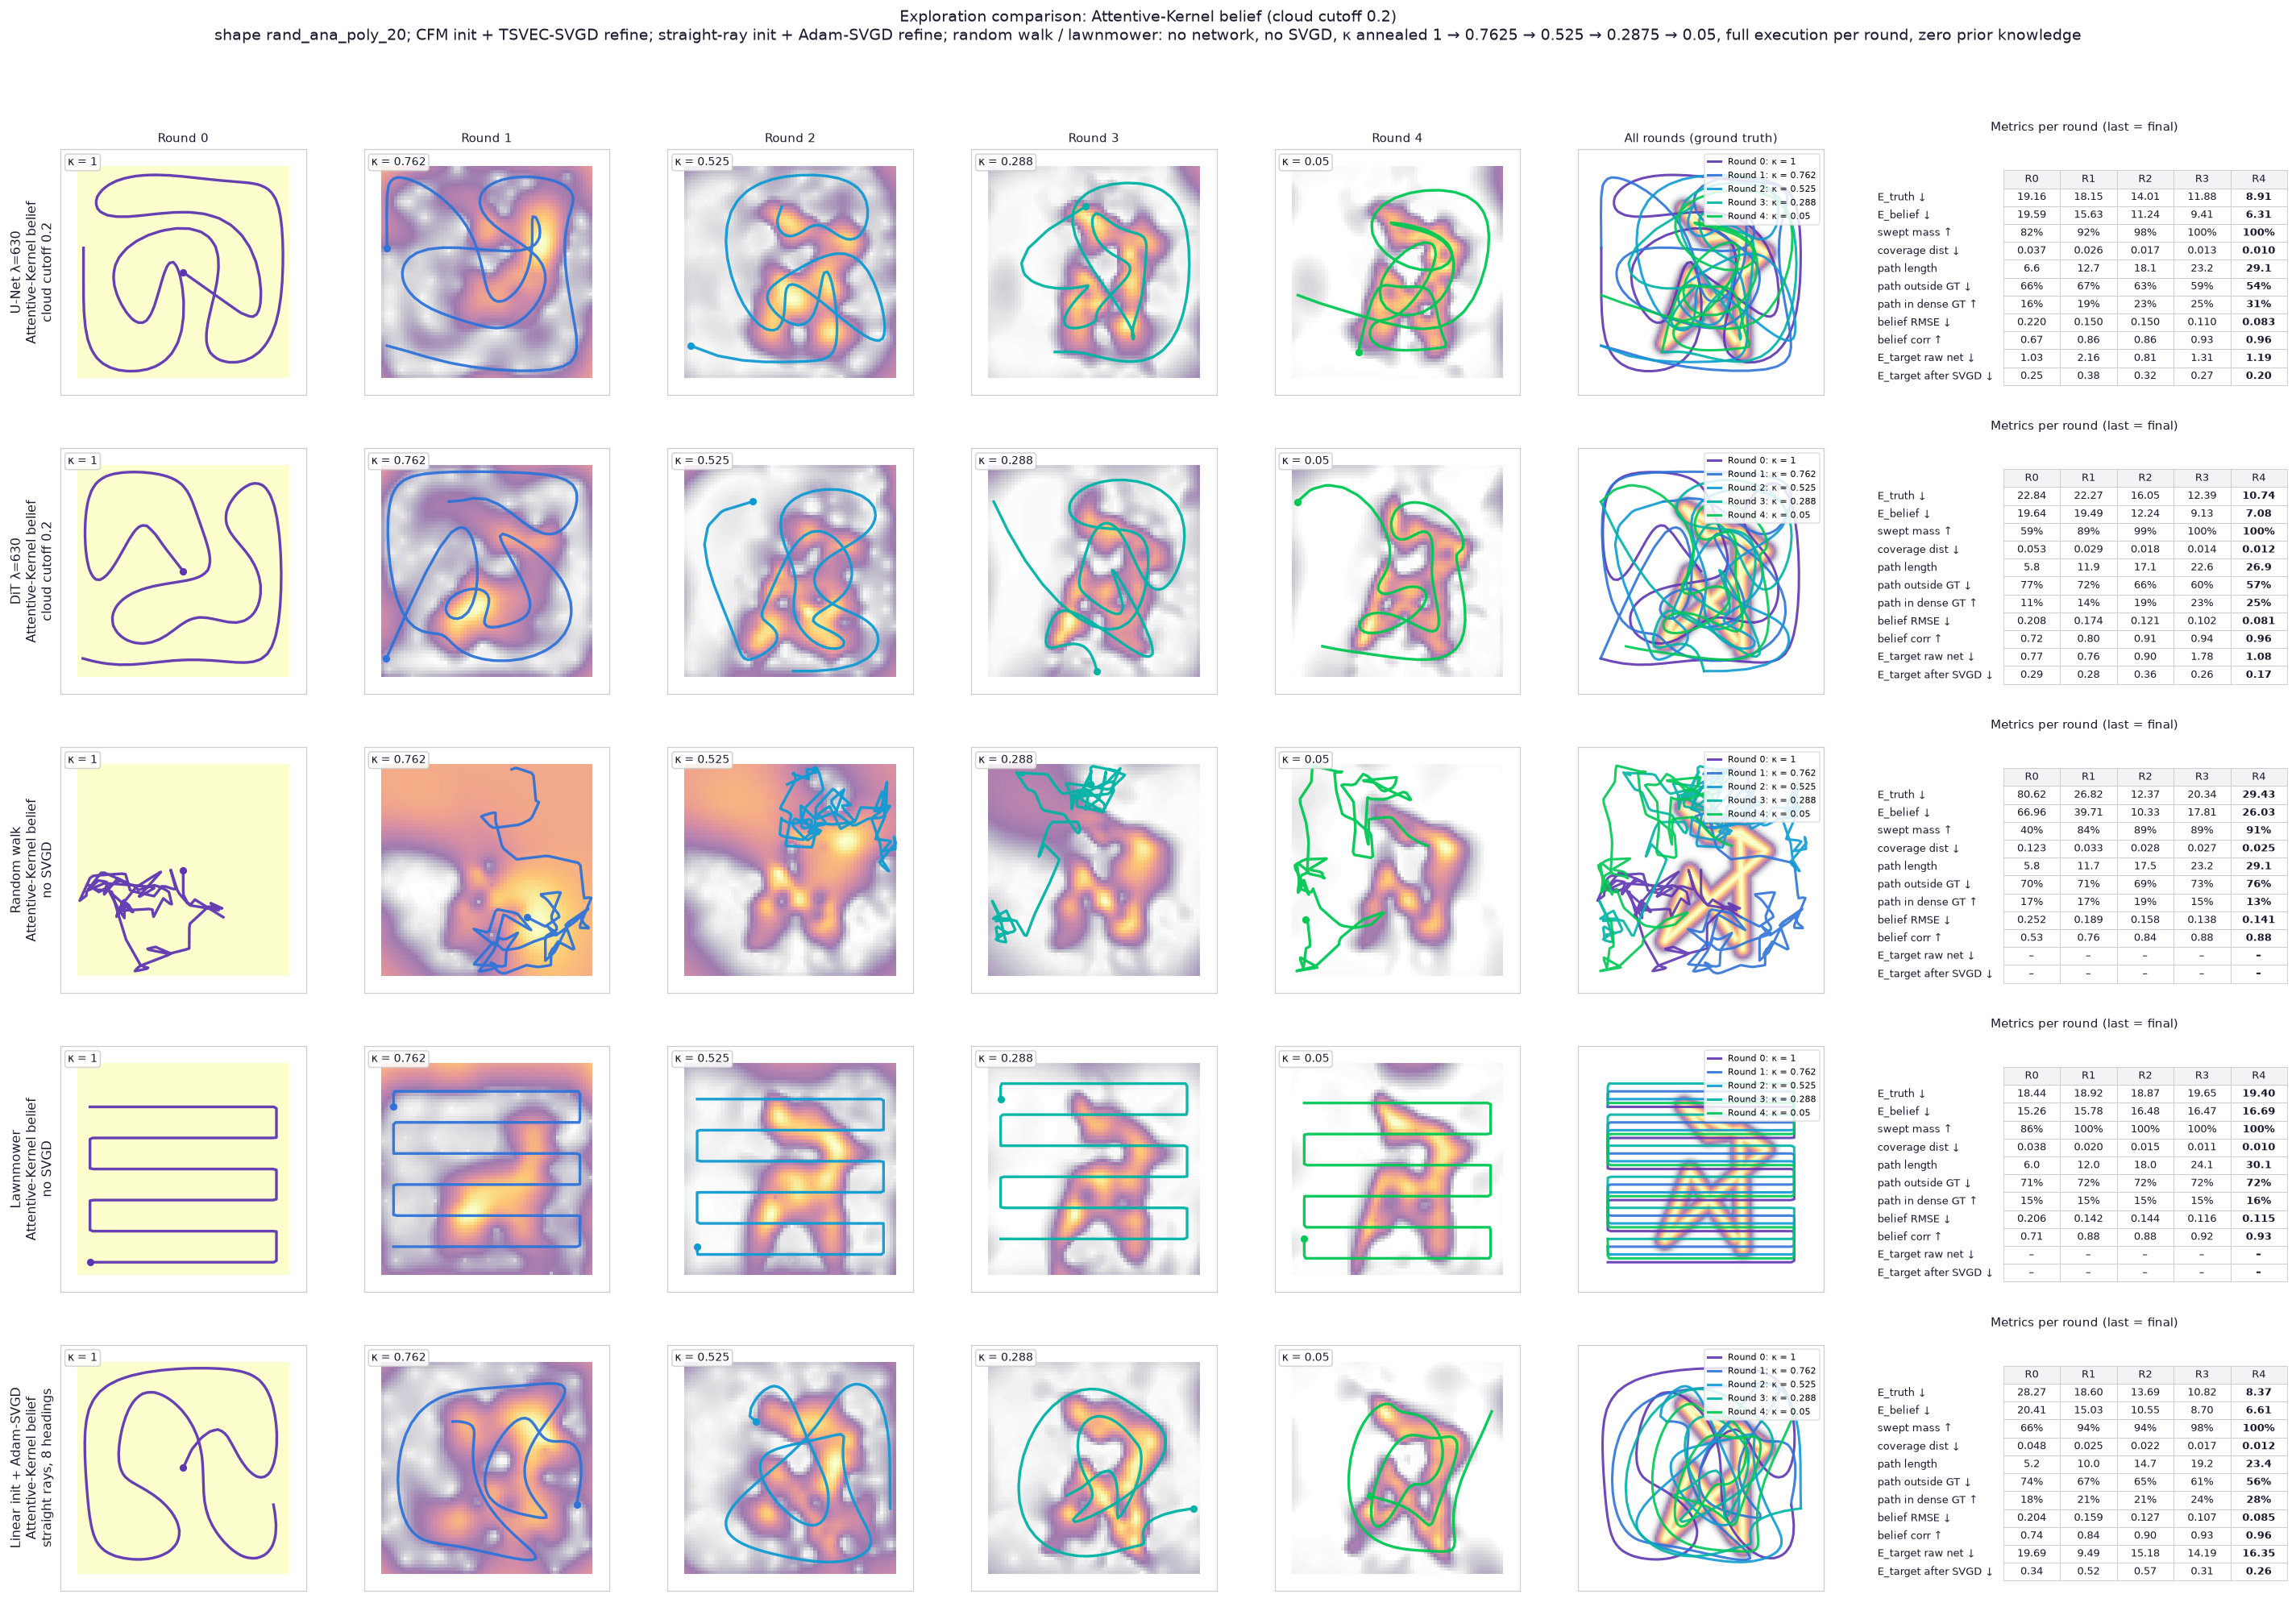 Exploration comparison: Attentive-Kernel belief (cloud cutoff 0.2)
shape rand_ana_poly_20; CFM init + TSVEC-SVGD refine; straight-ray init + Adam-SVGD refine; random walk / lawnmower: no network, no SVGD, κ annealed 1 → 0.7625 → 0.525 → 0.2875 → 0.05, full execution per round, zero prior knowledge
Round 0 Round 1 Round 2 Round 3 Round 4 All rounds (ground truth) Metrics per round (last = final)
U-Net λ=630
Attentive-Kernel belief
cloud cutoff 0.2
κ = 1 κ = 0.762 κ = 0.525 κ = 0.288 κ = 0.05
Round 0: κ = 1
Round 1: κ = 0.762
Round 2: κ = 0.525
Round 3: κ = 0.288
Round 4: κ = 0.05
R0 R1 R2 R3 R4
E_truth ↓ 19.16 18.15 14.01 11.88 8.91
E_belief ↓ 19.59 15.63 11.24 9.41 6.31
swept mass ↑ 82% 92% 98% 100% 100%
coverage dist ↓ 0.037 0.026 0.017 0.013 0.010
path length 6.6 12.7 18.1 23.2 29.1
path outside GT ↓ 66% 67% 63% 59% 54%
path in dense GT ↑ 16% 19% 23% 25% 31%
belief RMSE ↓ 0.220 0.150 0.150 0.110 0.083
belief corr ↑ 0.67 0.86 0.86 0.93 0.96
E_target raw net ↓ 1.03 2.16 0.81 1.31 1.19
E_target after SVGD ↓ 0.25 0.38 0.32 0.27 0.20
DiT λ=630
Attentive-Kernel belief
cloud cutoff 0.2
κ = 1 κ = 0.762 κ = 0.525 κ = 0.288 κ = 0.05
Round 0: κ = 1
Round 1: κ = 0.762
Round 2: κ = 0.525
Round 3: κ = 0.288
Round 4: κ = 0.05
Metrics per round (last = final)
R0 R1 R2 R3 R4
E_truth ↓ 22.84 22.27 16.05 12.39 10.74
E_belief ↓ 19.64 19.49 12.24 9.13 7.08
swept mass ↑ 59% 89% 99% 100% 100%
coverage dist ↓ 0.053 0.029 0.018 0.014 0.012
path length 5.8 11.9 17.1 22.6 26.9
path outside GT ↓ 77% 72% 66% 60% 57%
path in dense GT ↑ 11% 14% 19% 23% 25%
belief RMSE ↓ 0.208 0.174 0.121 0.102 0.081
belief corr ↑ 0.72 0.80 0.91 0.94 0.96
E_target raw net ↓ 0.77 0.76 0.90 1.78 1.08
E_target after SVGD ↓ 0.29 0.28 0.36 0.26 0.17
Random walk
Attentive-Kernel belief
no SVGD
κ = 1 κ = 0.762 κ = 0.525 κ = 0.288 κ = 0.05
Round 0: κ = 1
Round 1: κ = 0.762
Round 2: κ = 0.525
Round 3: κ = 0.288
Round 4: κ = 0.05
Metrics per round (last = final)
R0 R1 R2 R3 R4
E_truth ↓ 80.62 26.82 12.37 20.34 29.43
E_belief ↓ 66.96 39.71 10.33 17.81 26.03
swept mass ↑ 40% 84% 89% 89% 91%
coverage dist ↓ 0.123 0.033 0.028 0.027 0.025
path length 5.8 11.7 17.5 23.2 29.1
path outside GT ↓ 70% 71% 69% 73% 76%
path in dense GT ↑ 17% 17% 19% 15% 13%
belief RMSE ↓ 0.252 0.189 0.158 0.138 0.141
belief corr ↑ 0.53 0.76 0.84 0.88 0.88
E_target raw net ↓ – – – – –
E_target after SVGD ↓ – – – – –
Lawnmower
Attentive-Kernel belief
no SVGD
κ = 1 κ = 0.762 κ = 0.525 κ = 0.288 κ = 0.05
Round 0: κ = 1
Round 1: κ = 0.762
Round 2: κ = 0.525
Round 3: κ = 0.288
Round 4: κ = 0.05
Metrics per round (last = final)
R0 R1 R2 R3 R4
E_truth ↓ 18.44 18.92 18.87 19.65 19.40
E_belief ↓ 15.26 15.78 16.48 16.47 16.69
swept mass ↑ 86% 100% 100% 100% 100%
coverage dist ↓ 0.038 0.020 0.015 0.011 0.010
path length 6.0 12.0 18.0 24.1 30.1
path outside GT ↓ 71% 72% 72% 72% 72%
path in dense GT ↑ 15% 15% 15% 15% 16%
belief RMSE ↓ 0.206 0.142 0.144 0.116 0.115
belief corr ↑ 0.71 0.88 0.88 0.92 0.93
E_target raw net ↓ – – – – –
E_target after SVGD ↓ – – – – –
Linear init + Adam-SVGD
Attentive-Kernel belief
straight rays, 8 headings
κ = 1 κ = 0.762 κ = 0.525 κ = 0.288 κ = 0.05
Round 0: κ = 1
Round 1: κ = 0.762
Round 2: κ = 0.525
Round 3: κ = 0.288
Round 4: κ = 0.05
Metrics per round (last = final)
R0 R1 R2 R3 R4
E_truth ↓ 28.27 18.60 13.69 10.82 8.37
E_belief ↓ 20.41 15.03 10.55 8.70 6.61
swept mass ↑ 66% 94% 94% 98% 100%
coverage dist ↓ 0.048 0.025 0.022 0.017 0.012
path length 5.2 10.0 14.7 19.2 23.4
path outside GT ↓ 74% 67% 65% 61% 56%
path in dense GT ↑ 18% 21% 21% 24% 28%
belief RMSE ↓ 0.204 0.159 0.127 0.107 0.085
belief corr ↑ 0.74 0.84 0.90 0.93 0.96
E_target raw net ↓ 19.69 9.49 15.18 14.19 16.35
E_target after SVGD ↓ 0.34 0.52 0.57 0.31 0.26